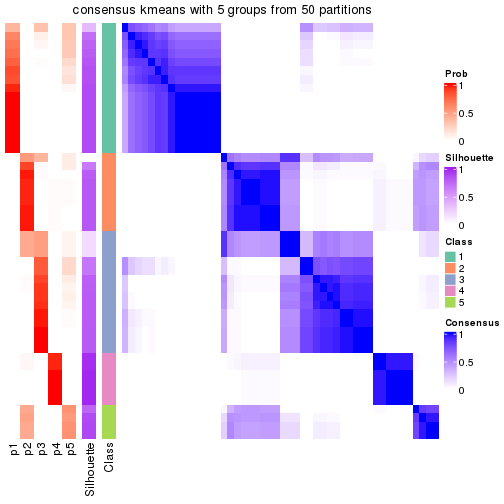 consensus kmeans with 5 groups from 50 partitions
Prob
1
0.5
0
Silhouette
1
0.5
0
Class
1
2
3
4
5
Consensus
1
0.5
0
p1
p2
p3
p4
p5
Silhouette
Class